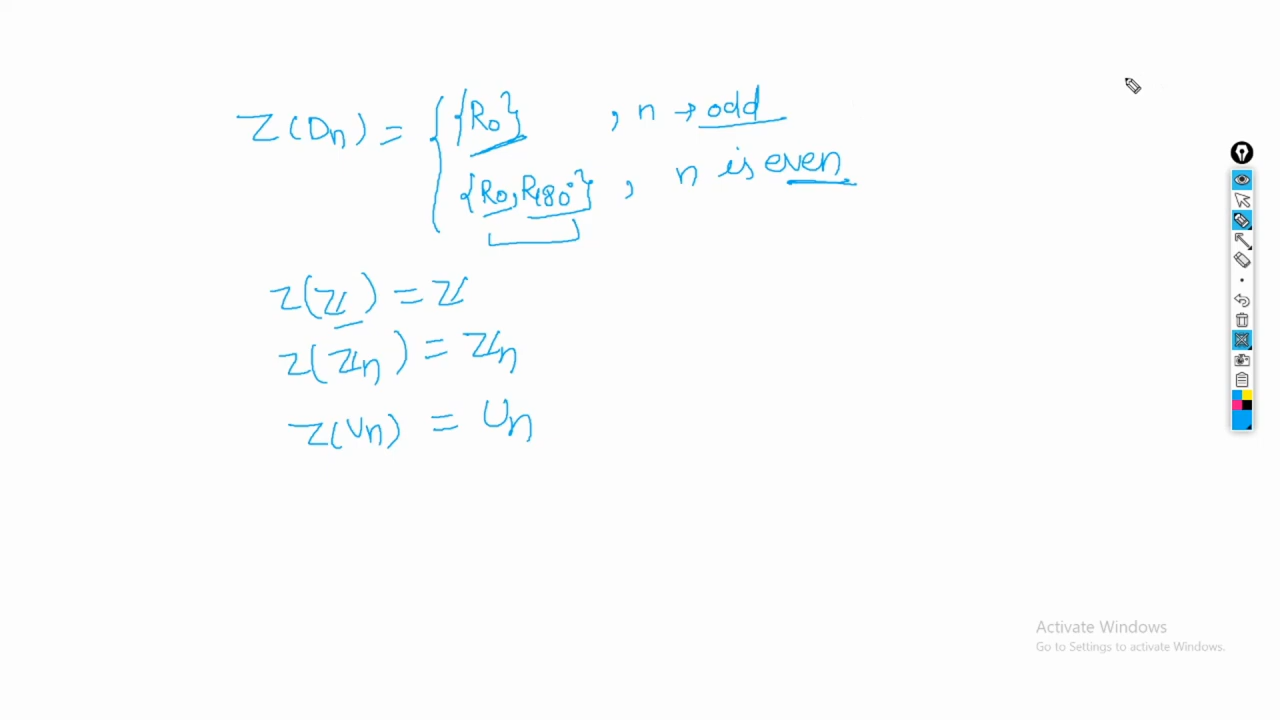 Z(Dn) = { {R0} , n → odd
{R0, R180°} , n is even
Z(ℤ) = ℤ
Z(ℤn) = ℤn
Z(Un) = Un
Activate Windows
Go to Settings to activate Windows.